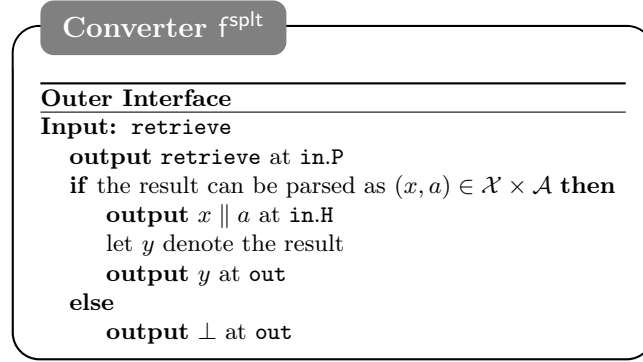 Converter f^splt
Outer Interface
Input: retrieve
output retrieve at in.P
if the result can be parsed as (x, a) ∈ 𝒳 × 𝒜 then
output x ∥ a at in.H
let y denote the result
output y at out
else
output ⊥ at out